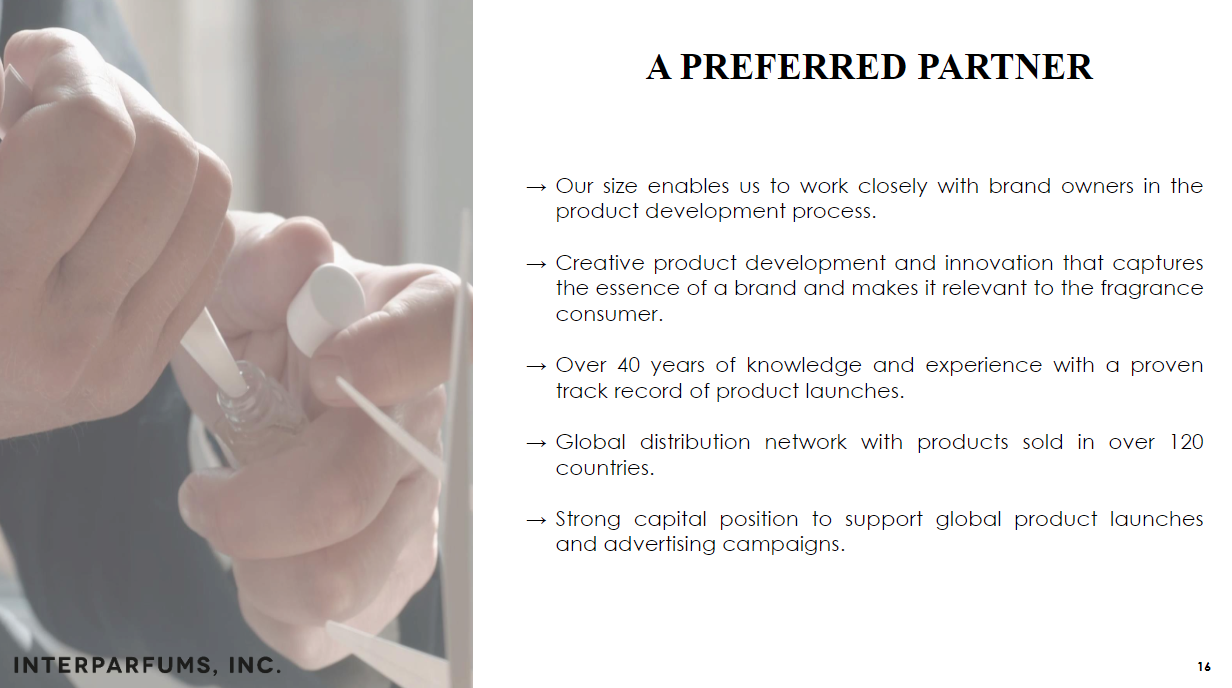 A PREFERRED PARTNER
→ Our size enables us to work closely with brand owners in the
product development process.
→ Creative product development and innovation that captures
the essence of a brand and makes it relevant to the fragrance
consumer.
→ Over 40 years of knowledge and experience with a proven
track record of product launches.
→ Global distribution network with products sold in over 120
countries.
→ Strong capital position to support global product launches
and advertising campaigns.
INTERPARFUMS, INC.
16